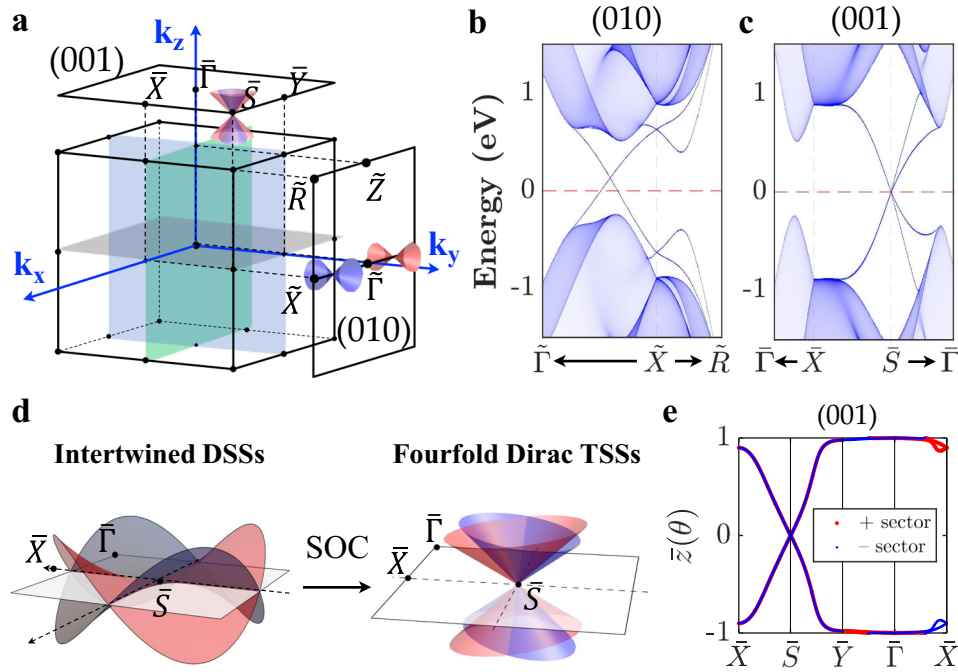 a
k_z
(001)
X̄
Γ̄
Ȳ
S̄
R̃
Z̃
k_x
k_y
X̃
Γ̃
(010)
b
(010)
Energy (eV)
1
0
-1
Γ̃
X̃
R̃
c
(001)
1
0
-1
Γ̄
X̄
S̄
Γ̄
d
Intertwined DSSs
X̄
Γ̄
S̄
SOC
Fourfold Dirac TSSs
Γ̄
X̄
S̄
e
(001)
z̄(θ)
1
0
-1
+ sector
− sector
X̄
S̄
Ȳ
Γ̄
X̄